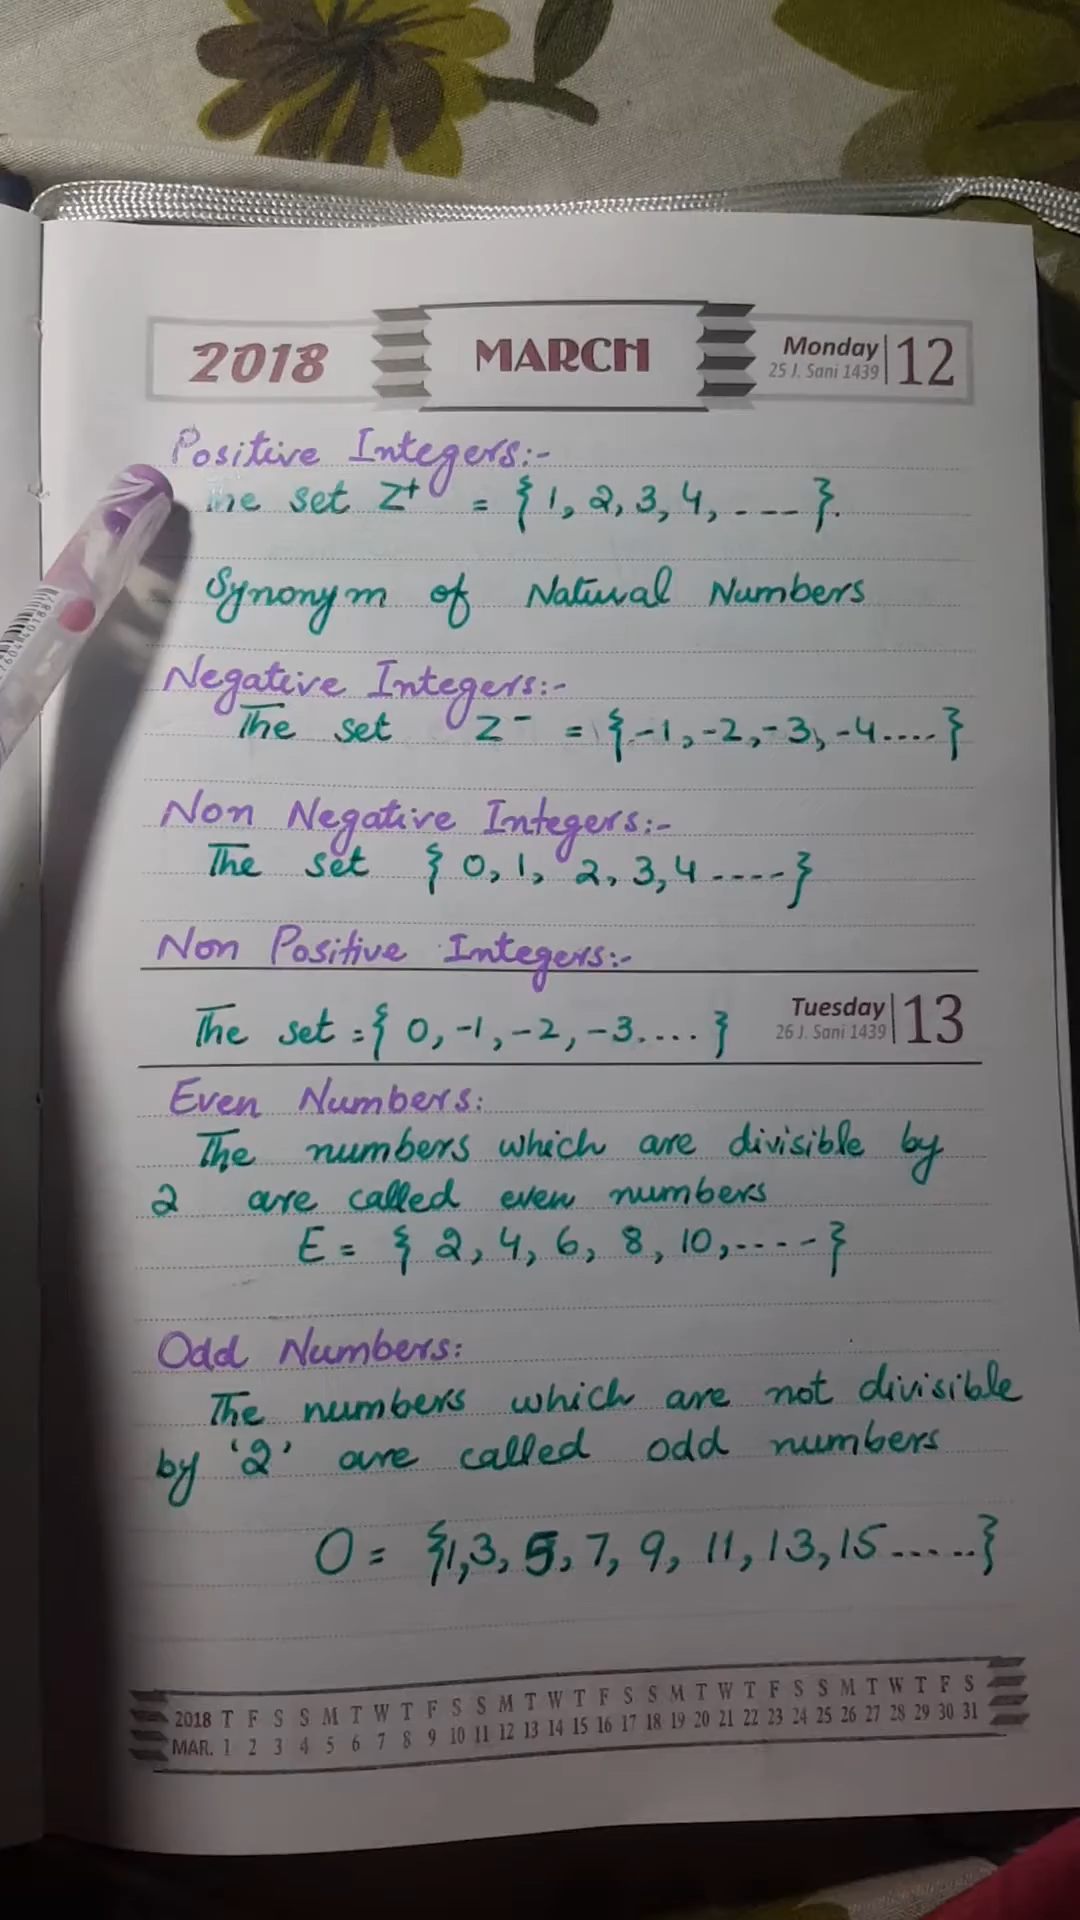 2018 MARCH Monday 12
25 J. Sani 1439
Positive Integers:-
The set Z+ = {1, 2, 3, 4, ---}.
Synonym of Natural Numbers
Negative Integers:-
The set Z- = {-1, -2, -3, -4....}
Non Negative Integers:-
The set { 0, 1, 2, 3, 4 ----}
Non Positive Integers:-
Tuesday 13
26 J. Sani 1439
The set = { 0, -1, -2, -3.... }
Even Numbers:
The numbers which are divisible by
2 are called even numbers
E = { 2, 4, 6, 8, 10, ----}
Odd Numbers:
The numbers which are not divisible
by '2' are called odd numbers
O = {1, 3, 5, 7, 9, 11, 13, 15.....}
2018 T F S S M T W T F S S M T W T F S S M T W T F S S M T W T F S
MAR. 1 2 3 4 5 6 7 8 9 10 11 12 13 14 15 16 17 18 19 20 21 22 23 24 25 26 27 28 29 30 31